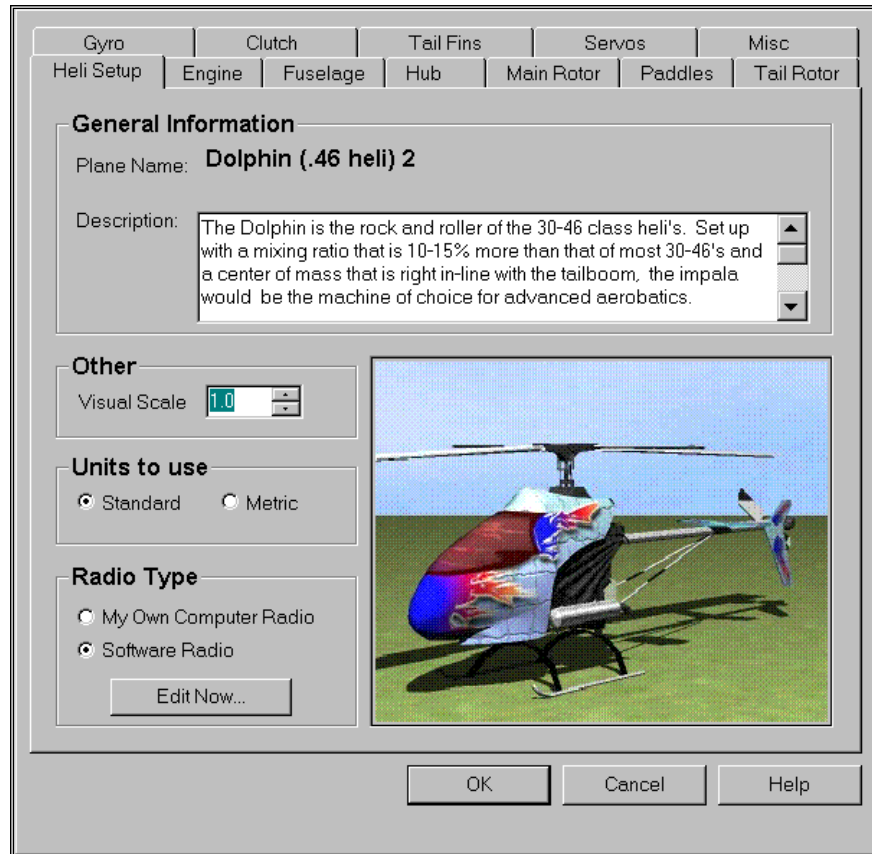 Gyro Clutch Tail Fins Servos Misc
Heli Setup Engine Fuselage Hub Main Rotor Paddles Tail Rotor
General Information
Plane Name: Dolphin (.46 heli) 2
Description:
The Dolphin is the rock and roller of the 30-46 class heli's. Set up
with a mixing ratio that is 10-15% more than that of most 30-46's and
a center of mass that is right in-line with the tailboom, the impala
would be the machine of choice for advanced aerobatics.
Other
Visual Scale 1.0
Units to use
Standard Metric
Radio Type
My Own Computer Radio
Software Radio
Edit Now...
OK Cancel Help